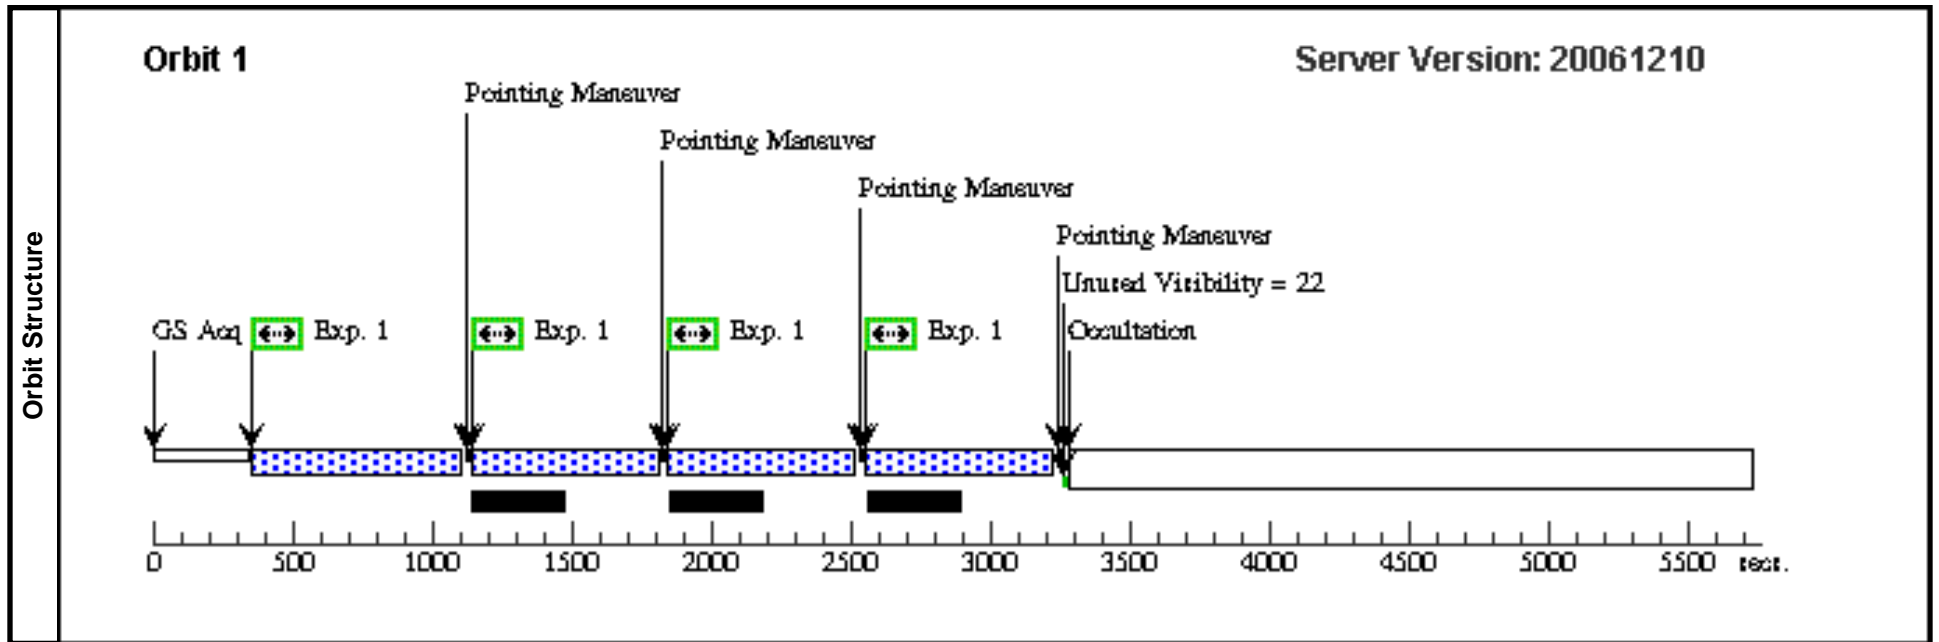 Orbit Structure
Orbit 1
Server Version: 20061210
Pointing Maneuver
Pointing Maneuver
Pointing Maneuver
Pointing Maneuver
Unused Visibility = 22
GS Acq Exp. 1 Exp. 1 Exp. 1 Exp. 1 Occultation
0 500 1000 1500 2000 2500 3000 3500 4000 4500 5000 5500 secs.